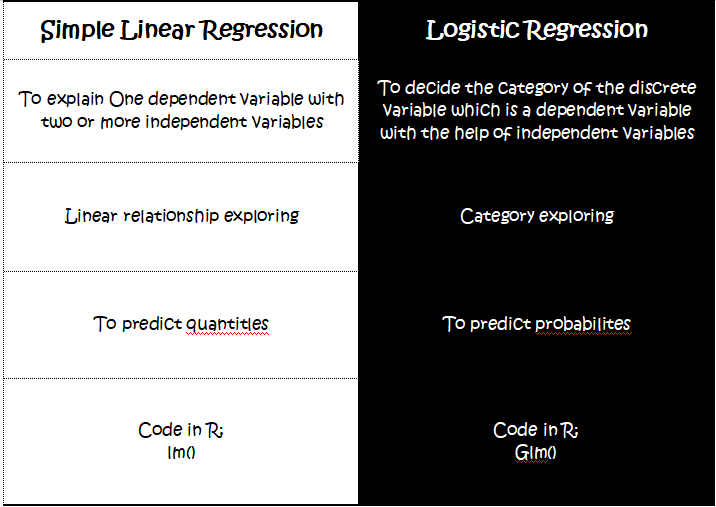 Simple Linear Regression
Logistic Regression
To explain One dependent variable with
two or more independent variables
To decide the category of the discrete
variable which is a dependent variable
with the help of independent variables
Linear relationship exploring
Category exploring
To predict quantitles
To predict probabilites
Code in R;
lm()
Code in R;
Glm()